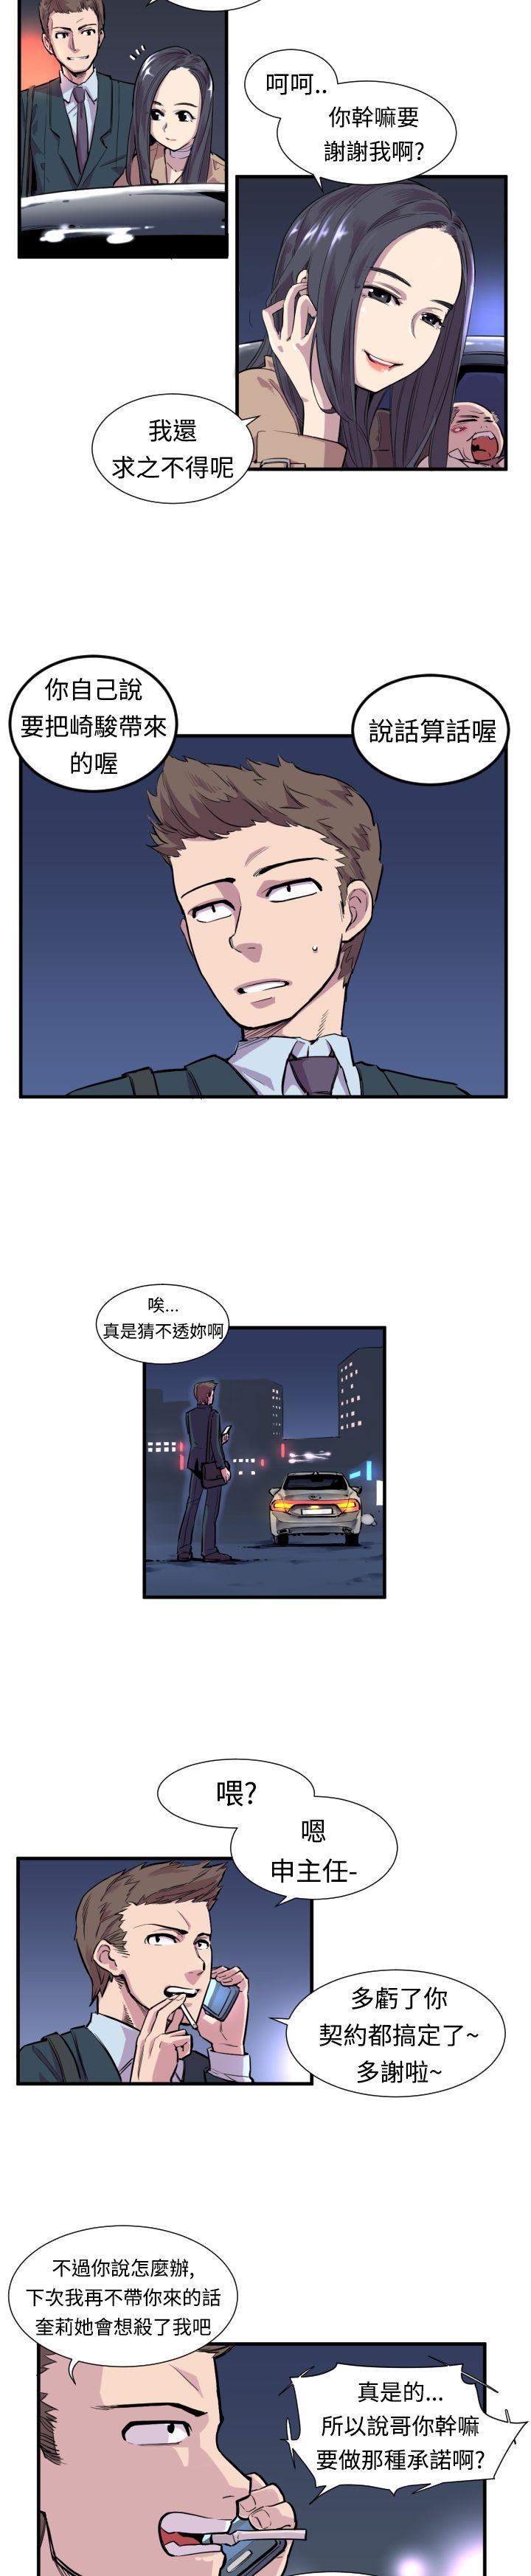 呵呵..
你幹嘛要
謝謝我啊?
我還
求之不得呢
你自己說
要把崎駿帶來
的喔
說話算話喔
唉...
真是猜不透妳啊
喂?
嗯
申主任-
多虧了你
契約都搞定了~
多謝啦~
不過你說怎麼辦,
下次我再不帶你來的話
奎莉她會想殺了我吧
真是的...
所以說哥你幹嘛
要做那種承諾啊?